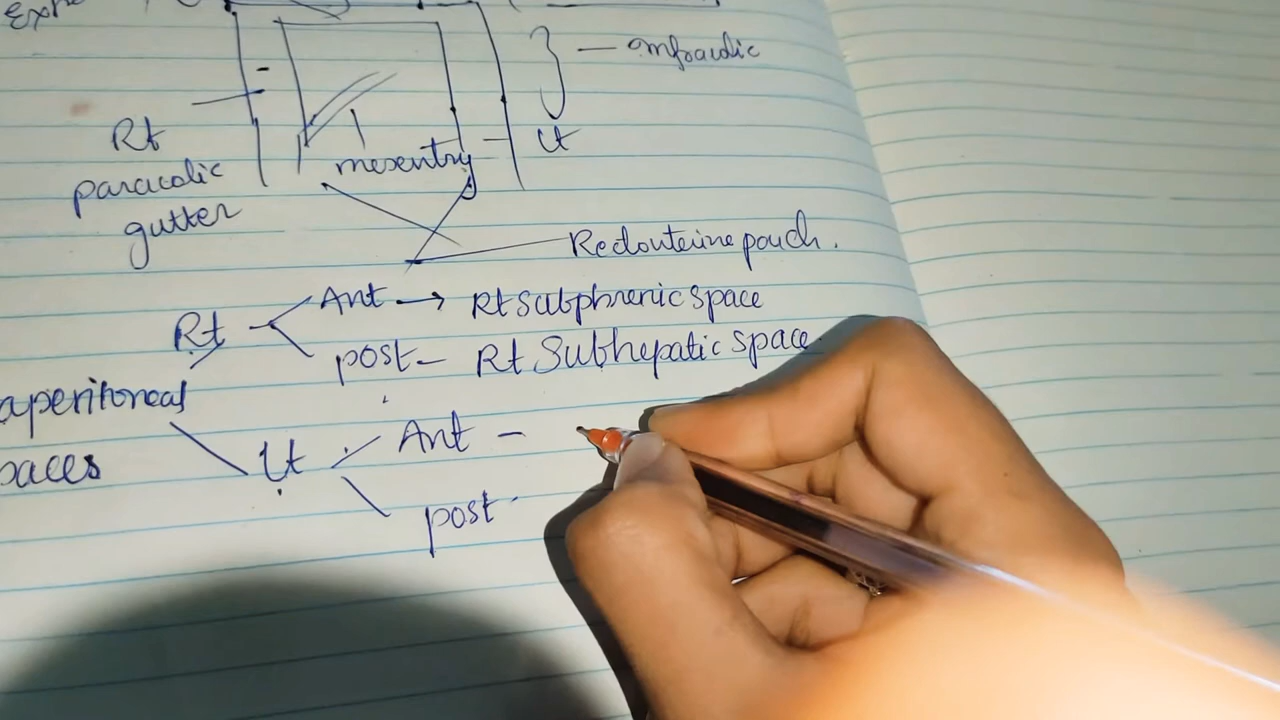 Exhe
— infracolic
Rt
paracolic
gutter
mesentry
Lt
Rectouterine pouch.
Rt
Ant → Rt Subphrenic Space
post – Rt Subhepatic space.
aperitoneal
paces
Lt
Ant –
post